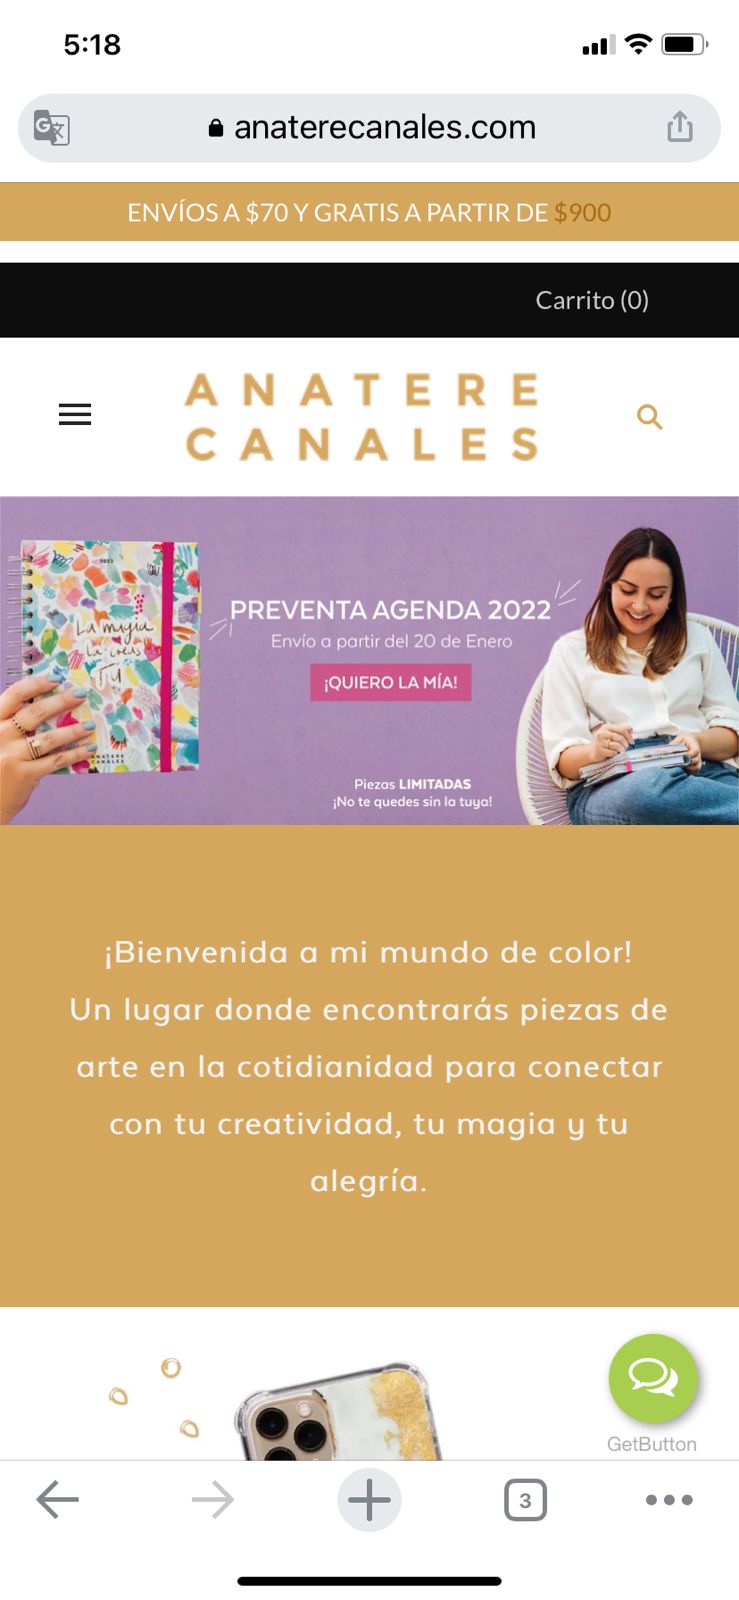 5:18
anaterecanales.com
ENVÍOS A $70 Y GRATIS A PARTIR DE $900
Carrito (0)
ANATERE
CANALES
2022
La magia
la creas
Tú
ANATERE
CANALES
PREVENTA AGENDA 2022
Envío a partir del 20 de Enero
¡QUIERO LA MÍA!
Piezas LIMITADAS
¡No te quedes sin la tuya!
¡Bienvenida a mi mundo de color!
Un lugar donde encontrarás piezas de
arte en la cotidianidad para conectar
con tu creatividad, tu magia y tu
alegría.
GetButton
3